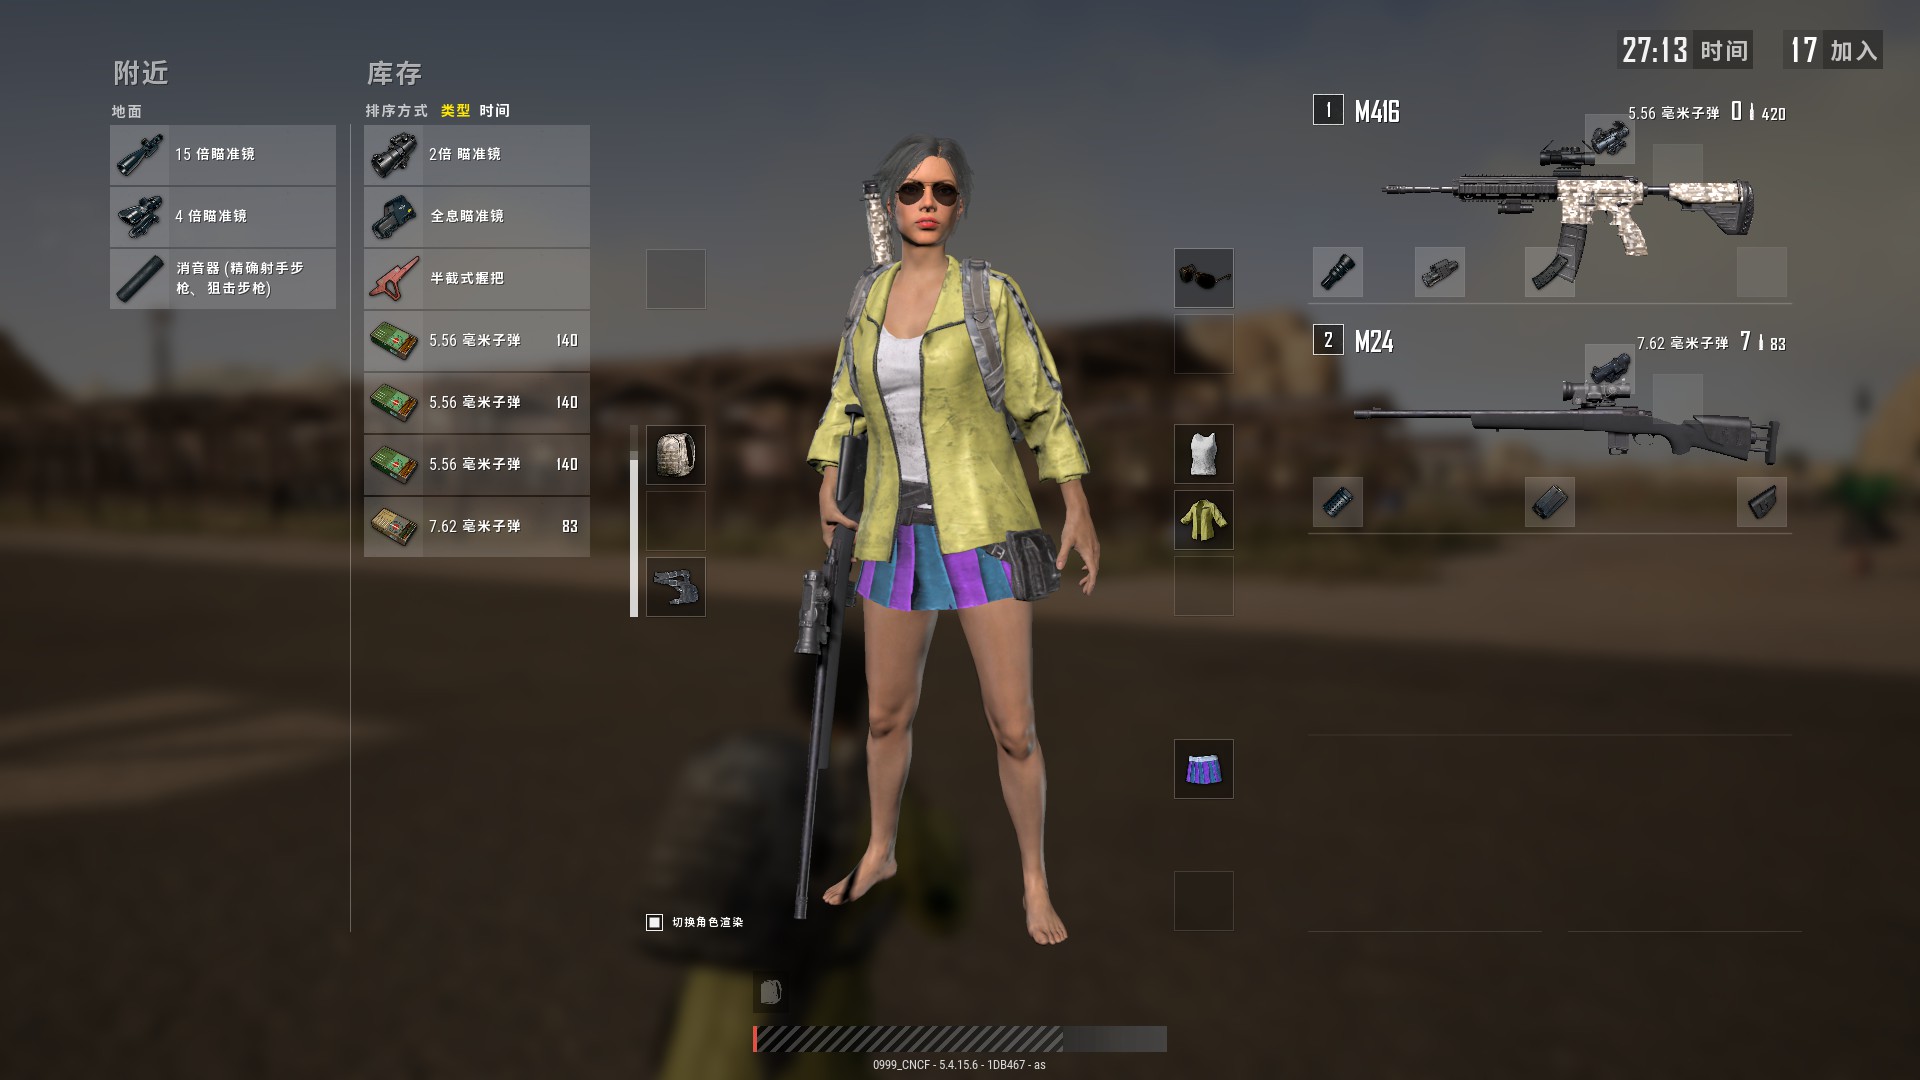 附近
地面
15 倍瞄准镜
4 倍瞄准镜
消音器 (精确射手步
枪、狙击步枪)
库存
排序方式 类型 时间
2倍 瞄准镜
全息瞄准镜
半截式握把
5.56 毫米子弹 140
5.56 毫米子弹 140
5.56 毫米子弹 140
7.62 毫米子弹 83
切换角色渲染
27:13 时间 17 加入
1 M416 5.56 毫米子弹 0 420
2 M24 7.62 毫米子弹 7 83
0999_CNCF - 5.4.15.6 - 1DB467 - as